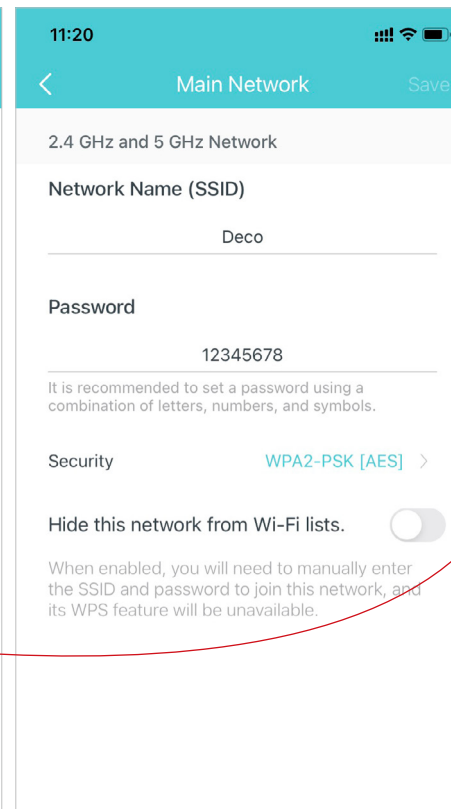 11:20
Main Network
Save
2.4 GHz and 5 GHz Network
Network Name (SSID)
Deco
Password
12345678
It is recommended to set a password using a
combination of letters, numbers, and symbols.
Security
WPA2-PSK [AES]
Hide this network from Wi-Fi lists.
When enabled, you will need to manually enter
the SSID and password to join this network, and
its WPS feature will be unavailable.